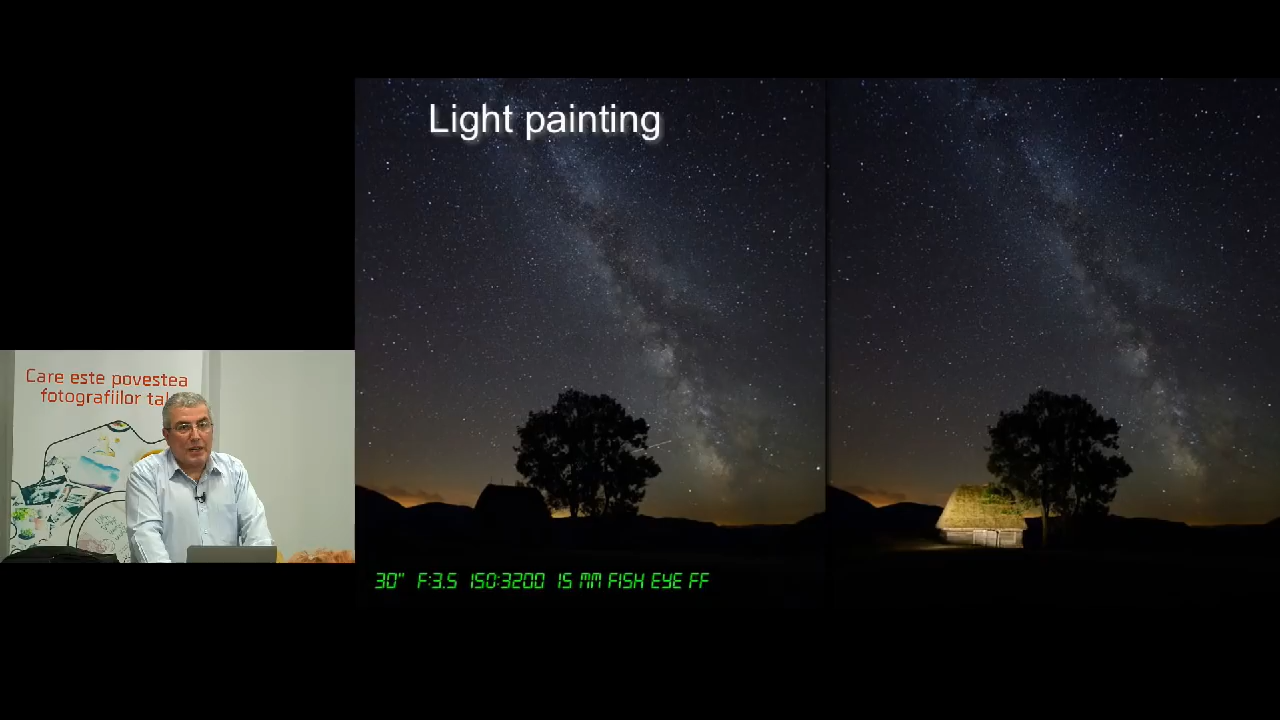 Light painting
Care este povestea
fotografiilor tal
30" F:3.5 ISO:3200 15 MM FISH EYE FF